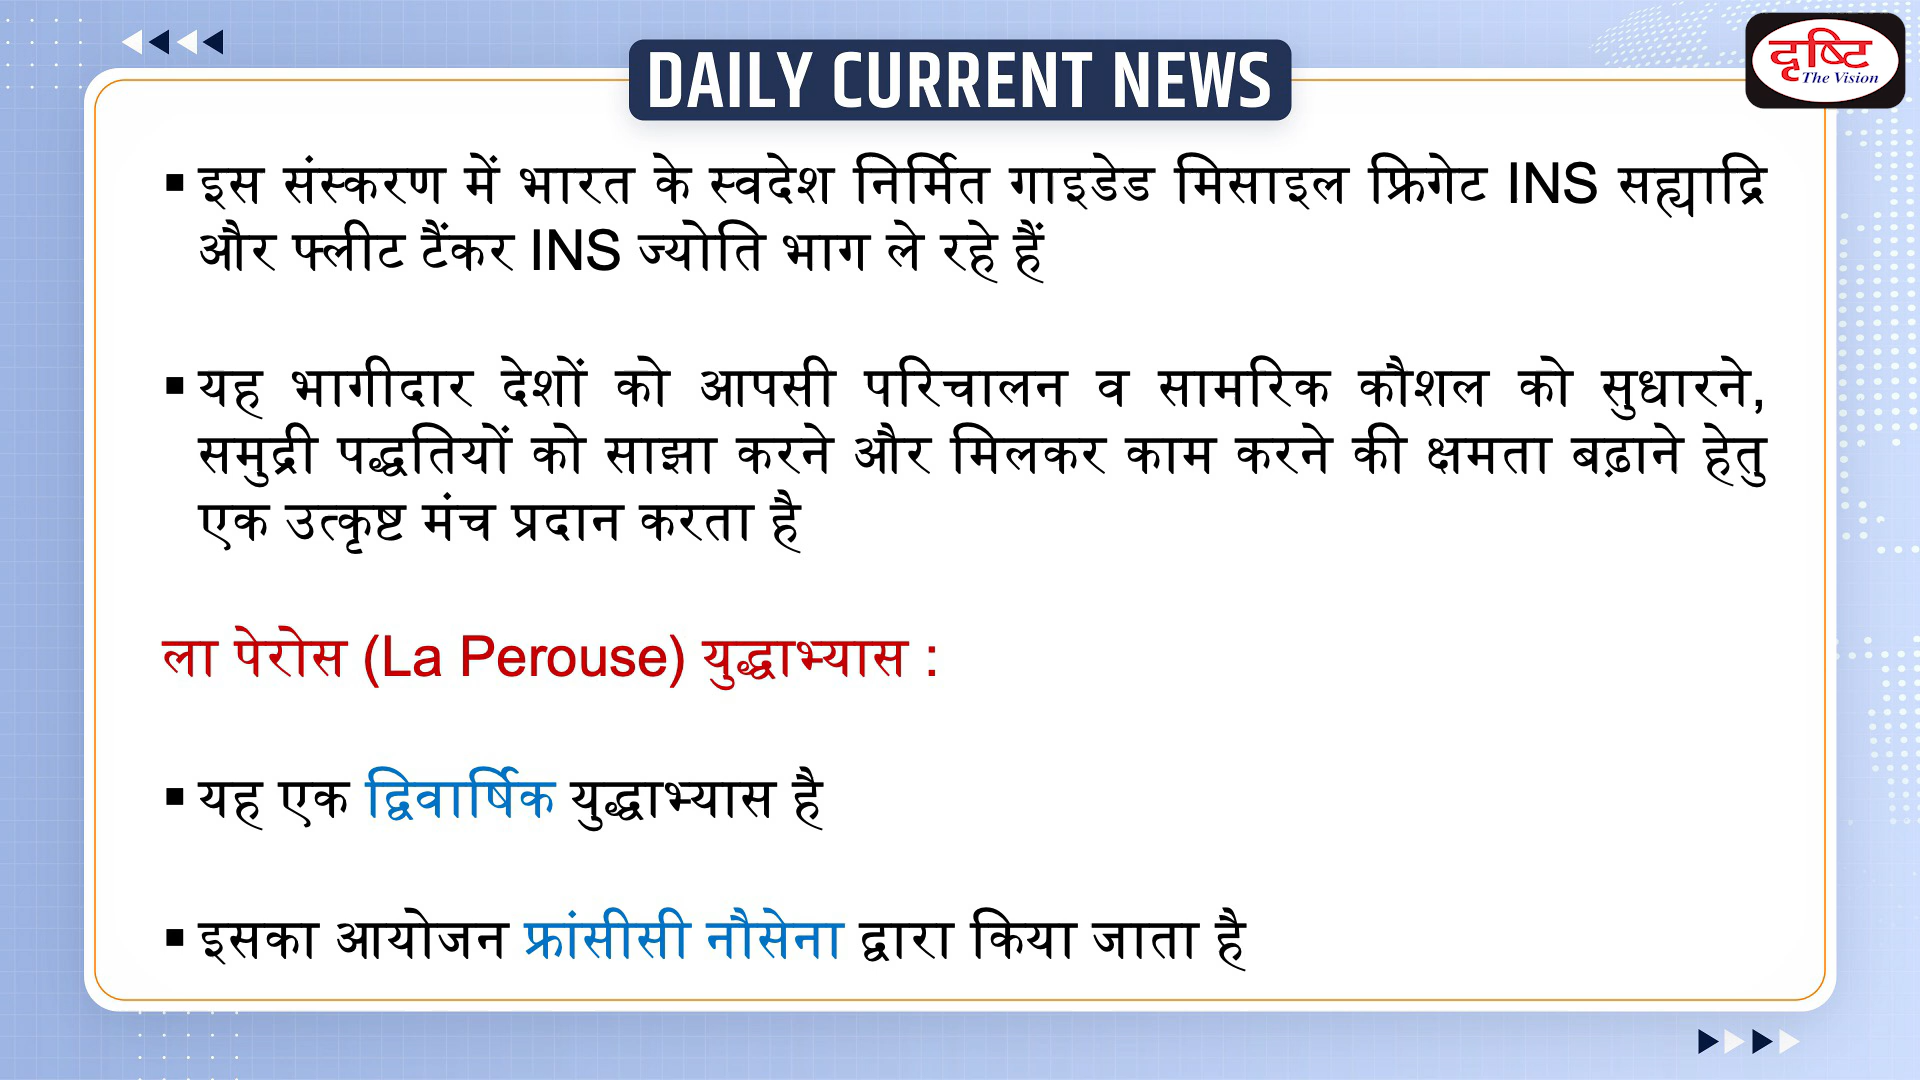 DAILY CURRENT NEWS
दृष्टि
The Vision
▪ इस संस्करण में भारत के स्वदेश निर्मित गाइडेड मिसाइल फ्रिगेट INS सह्याद्रि
और फ्लीट टैंकर INS ज्योति भाग ले रहे हैं
▪ यह भागीदार देशों को आपसी परिचालन व सामरिक कौशल को सुधारने,
समुद्री पद्धतियों को साझा करने और मिलकर काम करने की क्षमता बढ़ाने हेतु
एक उत्कृष्ट मंच प्रदान करता है
ला पेरोस (La Perouse) युद्धाभ्यास :
▪ यह एक द्विवार्षिक युद्धाभ्यास है
▪ इसका आयोजन फ्रांसीसी नौसेना द्वारा किया जाता है